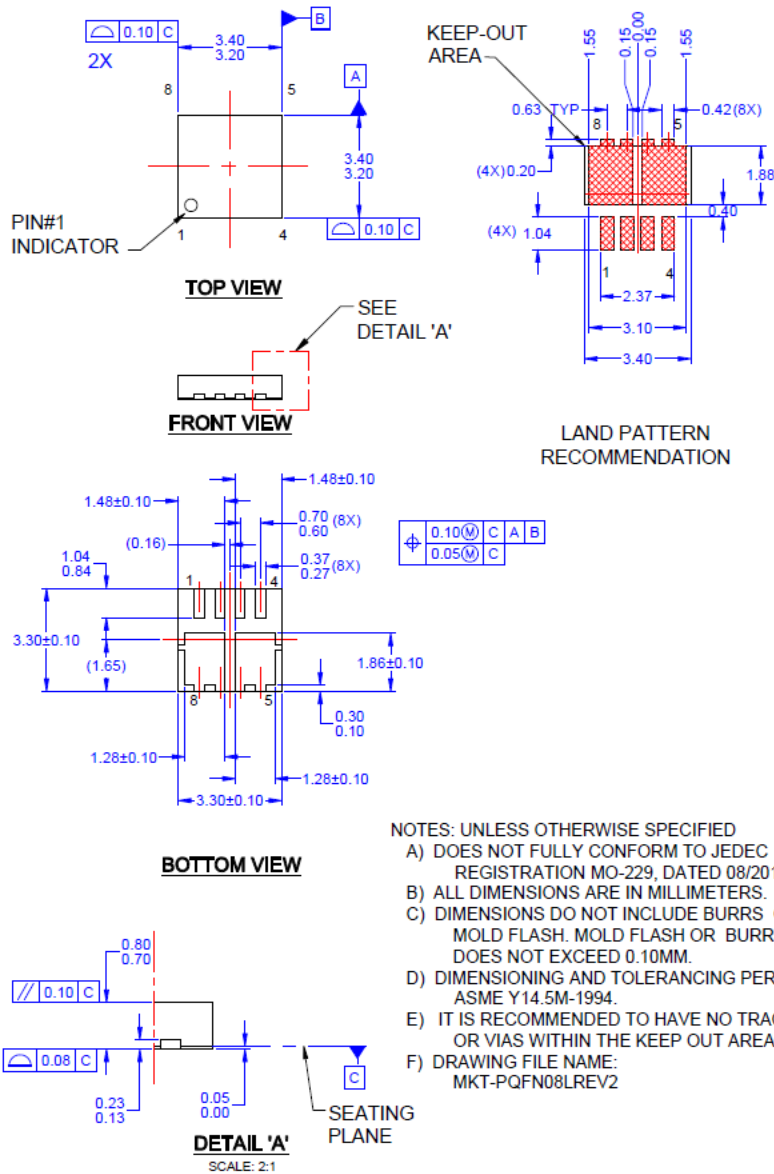 0.10 C
2X
3.40
3.20
B
8
5
A
3.40
3.20
PIN#1
INDICATOR
1
4
0.10 C
TOP VIEW
KEEP-OUT
AREA
1.55
0.15
0.00
0.15
1.55
0.63 TYP
8
5
0.42(8X)
(4X)0.20
1.88
0.40
(4X) 1.04
1
4
2.37
3.10
3.40
LAND PATTERN
RECOMMENDATION
SEE
DETAIL 'A'
FRONT VIEW
1.48±0.10
1.48±0.10
0.70
0.60 (8X)
(0.16)
0.37
0.27 (8X)
0.10Ⓜ C A B
0.05Ⓜ C
1.04
0.84
1
4
3.30±0.10
(1.65)
1.86±0.10
8
5
0.30
0.10
1.28±0.10
1.28±0.10
3.30±0.10
BOTTOM VIEW
NOTES: UNLESS OTHERWISE SPECIFIED
A) DOES NOT FULLY CONFORM TO JEDEC
REGISTRATION MO-229, DATED 08/201
B) ALL DIMENSIONS ARE IN MILLIMETERS.
C) DIMENSIONS DO NOT INCLUDE BURRS
MOLD FLASH. MOLD FLASH OR BURR
DOES NOT EXCEED 0.10MM.
D) DIMENSIONING AND TOLERANCING PER
ASME Y14.5M-1994.
E) IT IS RECOMMENDED TO HAVE NO TRAC
OR VIAS WITHIN THE KEEP OUT AREA
F) DRAWING FILE NAME:
MKT-PQFN08LREV2
0.80
0.70
// 0.10 C
0.08 C
0.23
0.13
0.05
0.00
C
SEATING
PLANE
DETAIL 'A'
SCALE: 2:1